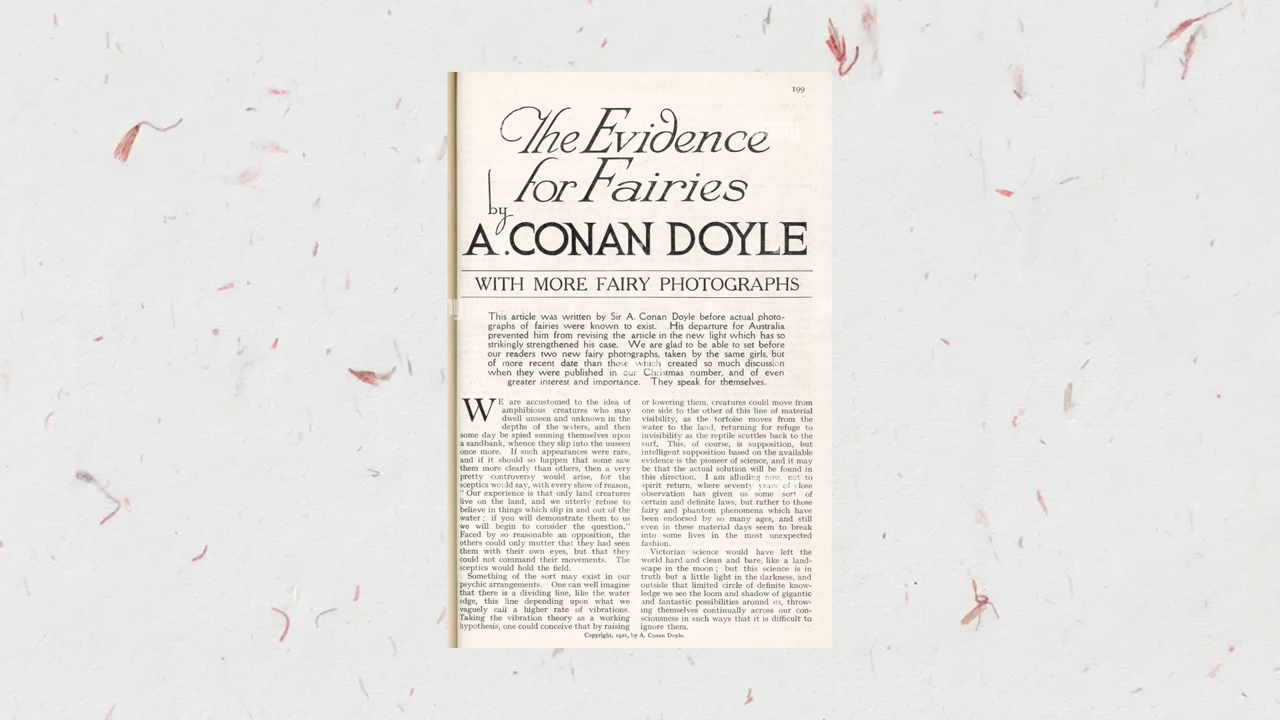 199
The Evidence
for Fairies
by
A. CONAN DOYLE
WITH MORE FAIRY PHOTOGRAPHS
This article was written by Sir A. Conan Doyle before actual photo-
graphs of fairies were known to exist. His departure for Australia
prevented him from revising the article in the new light which has so
strikingly strengthened his case. We are glad to be able to set before
our readers two new fairy photographs, taken by the same girls, but
of more recent date than those which created so much discussion
when they were published in our Christmas number, and of even
greater interest and importance. They speak for themselves.
WE are accustomed to the idea of
amphibious creatures who may
dwell unseen and unknown in the
depths of the waters, and then
some day be spied sunning themselves upon
a sandbank, whence they slip into the unseen
once more. If such appearances were rare,
and if it should so happen that some saw
them more clearly than others, then a very
pretty controversy would arise, for the
sceptics would say, with every show of reason,
" Our experience is that only land creatures
live on the land, and we utterly refuse to
believe in things which slip in and out of the
water ; if you will demonstrate them to us
we will begin to consider the question."
Faced by so reasonable an opposition, the
others could only mutter that they had seen
them with their own eyes, but that they
could not command their movements. The
sceptics would hold the field.
Something of the sort may exist in our
psychic arrangements. One can well imagine
that there is a dividing line, like the water
edge, this line depending upon what we
vaguely call a higher rate of vibrations.
Taking the vibration theory as a working
hypothesis, one could conceive that by raising
or lowering them, creatures could move from
one side to the other of this line of material
visibility, as the tortoise moves from the
water to the land, returning for refuge to
invisibility as the reptile scuttles back to the
surf. This, of course, is supposition, but
intelligent supposition based on the available
evidence is the pioneer of science, and it may
be that the actual solution will be found in
this direction. I am alluding now, not to
spirit return, where seventy years of close
observation has given us some sort of
certain and definite laws, but rather to those
fairy and phantom phenomena which have
been endorsed by so many ages, and still
even in these material days seem to break
into some lives in the most unexpected
fashion.
Victorian science would have left the
world hard and clean and bare, like a land-
scape in the moon ; but this science is in
truth but a little light in the darkness, and
outside that limited circle of definite know-
ledge we see the loom and shadow of gigantic
and fantastic possibilities around us, throw-
ing themselves continually across our con-
sciousness in such ways that it is difficult to
ignore them.
Copyright, 1921, by A. Conan Doyle.